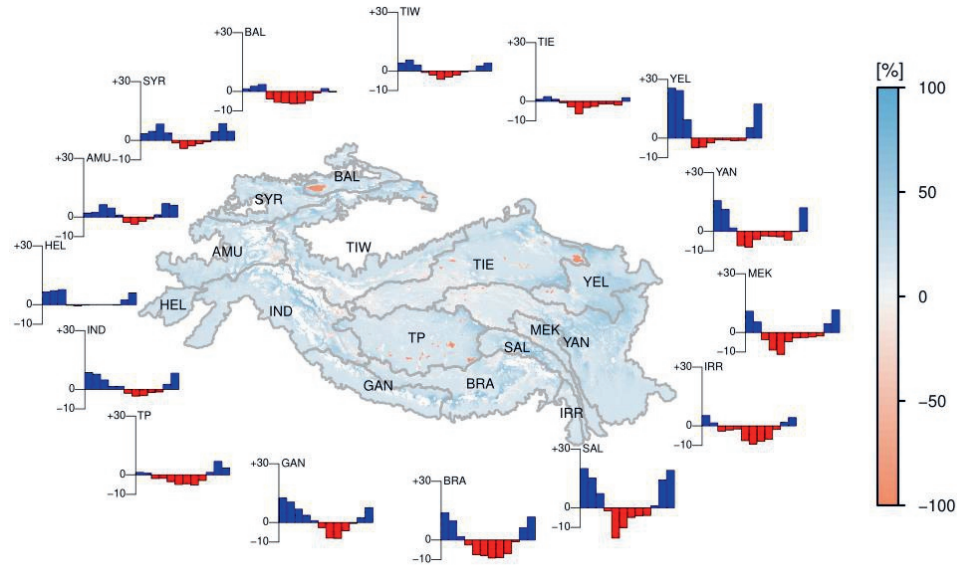 +30 TIW
0
−10
+30 BAL
0
−10
+30 TIE
0
−10
+30 SYR
0
−10
+30 YEL
0
−10
[%]
100
50
0
−50
−100
+30 AMU
0
−10
+30 YAN
0
−10
+30 HEL
0
−10
+30 MEK
0
−10
+30 IND
0
−10
+30 IRR
0
−10
+30 TP
0
−10
+30 GAN
0
−10
+30 BRA
0
−10
+30 SAL
0
−10
BAL
SYR
TIW
AMU
TIE
YEL
HEL
IND
MEK
TP
SAL
YAN
GAN
BRA
IRR